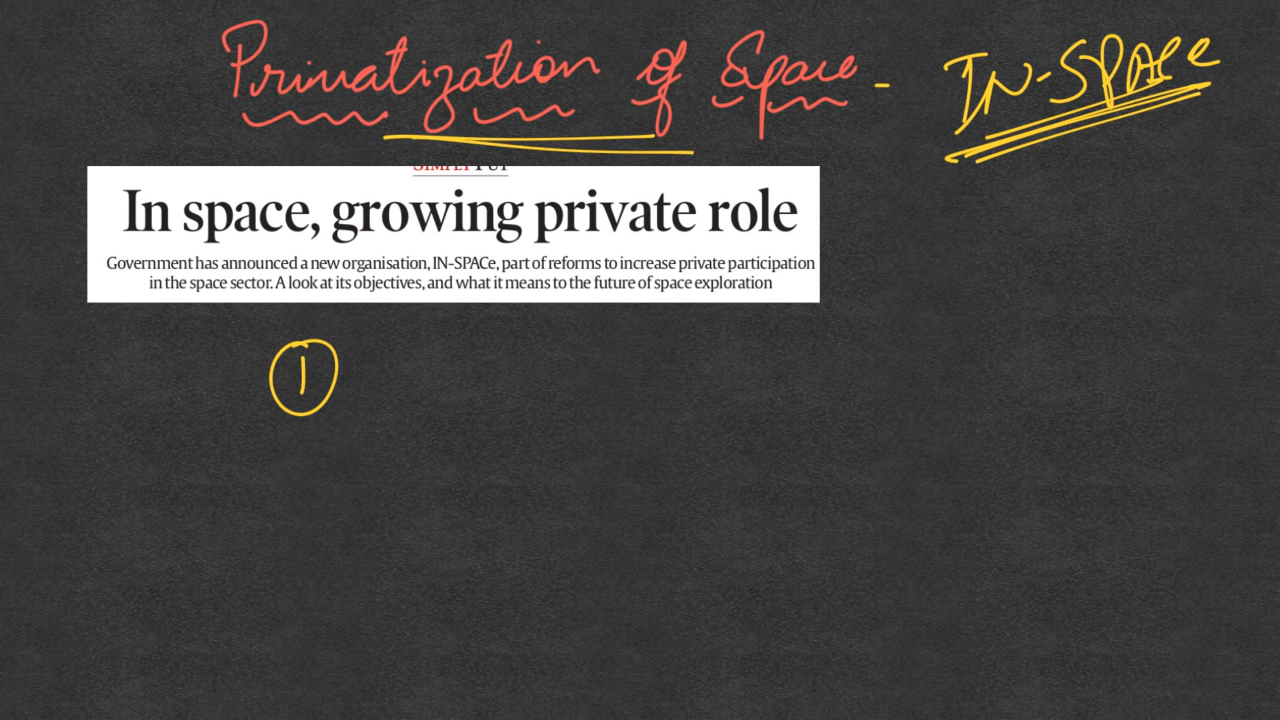 Privatization of Space - IN-SPACe
SIMPLY PUT
In space, growing private role
Government has announced a new organisation, IN-SPACe, part of reforms to increase private participation
in the space sector. A look at its objectives, and what it means to the future of space exploration
1